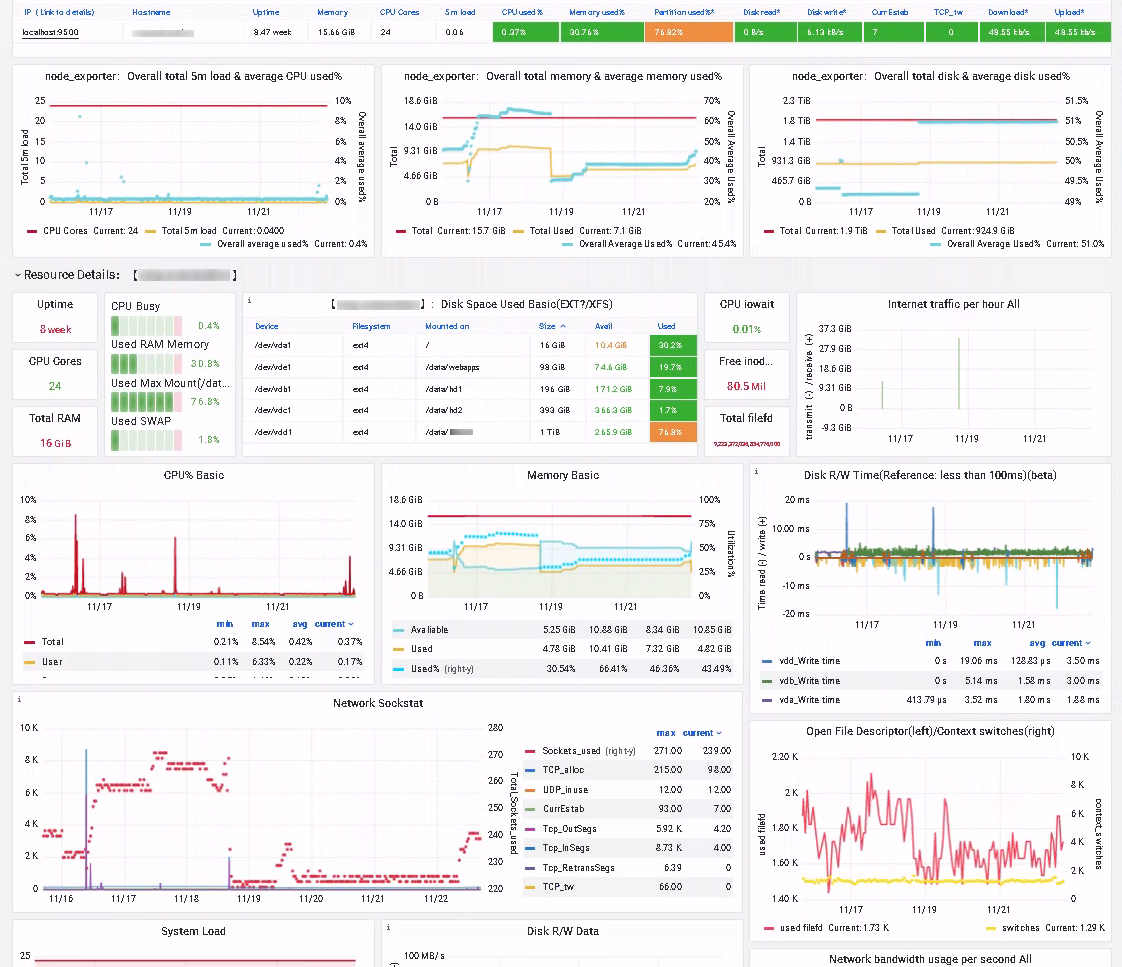 IP ( Link to details) Hostname Uptime Memory CPU Cores 5m load CPU used% Memory used% Partition used%* Disk read* Disk write* CurrEstab TCP_tw Download* Upload*
localhost:9500 8.47 week 15.66 GiB 24 0.06 0.37% 30.76% 76.82% 0 B/s 6.13 kB/s 7 0 48.55 kb/s 48.55 kb/s
node_exporter: Overall total 5m load & average CPU used%
25 20 15 10 5 0
Total 5m load
10% 8% 6% 4% 2% 0%
Overall average used%
11/17 11/19 11/21
CPU Cores Current: 24 Total 5m load Current: 0.0400
Overall average used% Current: 0.4%
node_exporter: Overall total memory & average memory used%
18.6 GiB 14.0 GiB 9.31 GiB 4.66 GiB 0 B
Total
70% 60% 50% 40% 30% 20%
Overall Average Used%
11/17 11/19 11/21
Total Current: 15.7 GiB Total Used Current: 7.1 GiB
Overall Average Used% Current: 45.4%
node_exporter: Overall total disk & average disk used%
2.3 TiB 1.8 TiB 1.4 TiB 931.3 GiB 465.7 GiB 0 B
Total
51.5% 51% 50.5% 50% 49.5% 49%
Overall Average Used%
11/17 11/19 11/21
Total Current: 1.9 TiB Total Used Current: 924.9 GiB
Overall Average Used% Current: 51.0%
Resource Details: 【 】
Uptime
8 week
CPU Cores
24
Total RAM
16 GiB
CPU Busy
0.4%
Used RAM Memory
30.8%
Used Max Mount(/dat...
76.8%
Used SWAP
1.8%
【 】: Disk Space Used Basic(EXT?/XFS)
Device Filesystem Mounted on Size Avail Used
/dev/vda1 ext4 / 16 GiB 10.4 GiB 30.2%
/dev/vde1 ext4 /data/webapps 98 GiB 74.6 GiB 19.7%
/dev/vdb1 ext4 /data/hd1 196 GiB 171.2 GiB 7.9%
/dev/vdc1 ext4 /data/hd2 393 GiB 366.3 GiB 1.7%
/dev/vdd1 ext4 /data/ 1 TiB 265.9 GiB 76.8%
CPU iowait
0.01%
Free inod...
80.5 Mil
Total filefd
Internet traffic per hour All
37.3 GiB 27.9 GiB 18.6 GiB 9.31 GiB 0 B -9.3 GiB
transmit (-) /receive (+)
11/17 11/19 11/21
CPU% Basic
10% 8% 6% 4% 2% 0%
11/17 11/19 11/21
min max avg current
Total 0.21% 8.54% 0.42% 0.37%
User 0.11% 6.33% 0.22% 0.17%
Memory Basic
18.6 GiB 14.0 GiB 9.31 GiB 4.66 GiB 0 B
100% 75% 50% 25% 0%
Utilization%
11/17 11/19 11/21
Avaliable 5.25 GiB 10.88 GiB 8.34 GiB 10.85 GiB
Used 4.78 GiB 10.41 GiB 7.32 GiB 4.82 GiB
Used% (right-y) 30.54% 66.41% 46.36% 43.49%
Disk R/W Time(Reference: less than 100ms)(beta)
20 ms 10.00 ms 0 s -10 ms -20 ms
Time read (-) / write (+)
11/17 11/19 11/21
min max avg current
vdd_Write time 0 s 19.06 ms 128.83 µs 3.50 ms
vdb_Write time 0 s 5.14 ms 1.58 ms 3.00 ms
vda_Write time 413.79 µs 3.52 ms 1.80 ms 1.88 ms
Network Sockstat
10 K 8 K 6 K 4 K 2 K 0
280 270 260 250 240 230 220
Total_Sockets_used
11/16 11/17 11/18 11/19 11/20 11/21 11/22
max current
Sockets_used (right-y) 271.00 239.00
TCP_alloc 215.00 98.00
UDP_inuse 12.00 12.00
CurrEstab 93.00 7.00
Tcp_OutSegs 5.92 K 4.20
Tcp_InSegs 8.73 K 4.00
Tcp_RetransSegs 6.39 0
TCP_tw 66.00 0
Open File Descriptor(left)/Context switches(right)
2.20 K 2 K 1.80 K 1.60 K 1.40 K
used filefd
10 K 8 K 6 K 4 K 2 K 0
context_switches
11/17 11/19 11/21
used filefd Current: 1.73 K switches Current: 1.29 K
System Load
25
Disk R/W Data
100 MB/s
Network bandwidth usage per second All